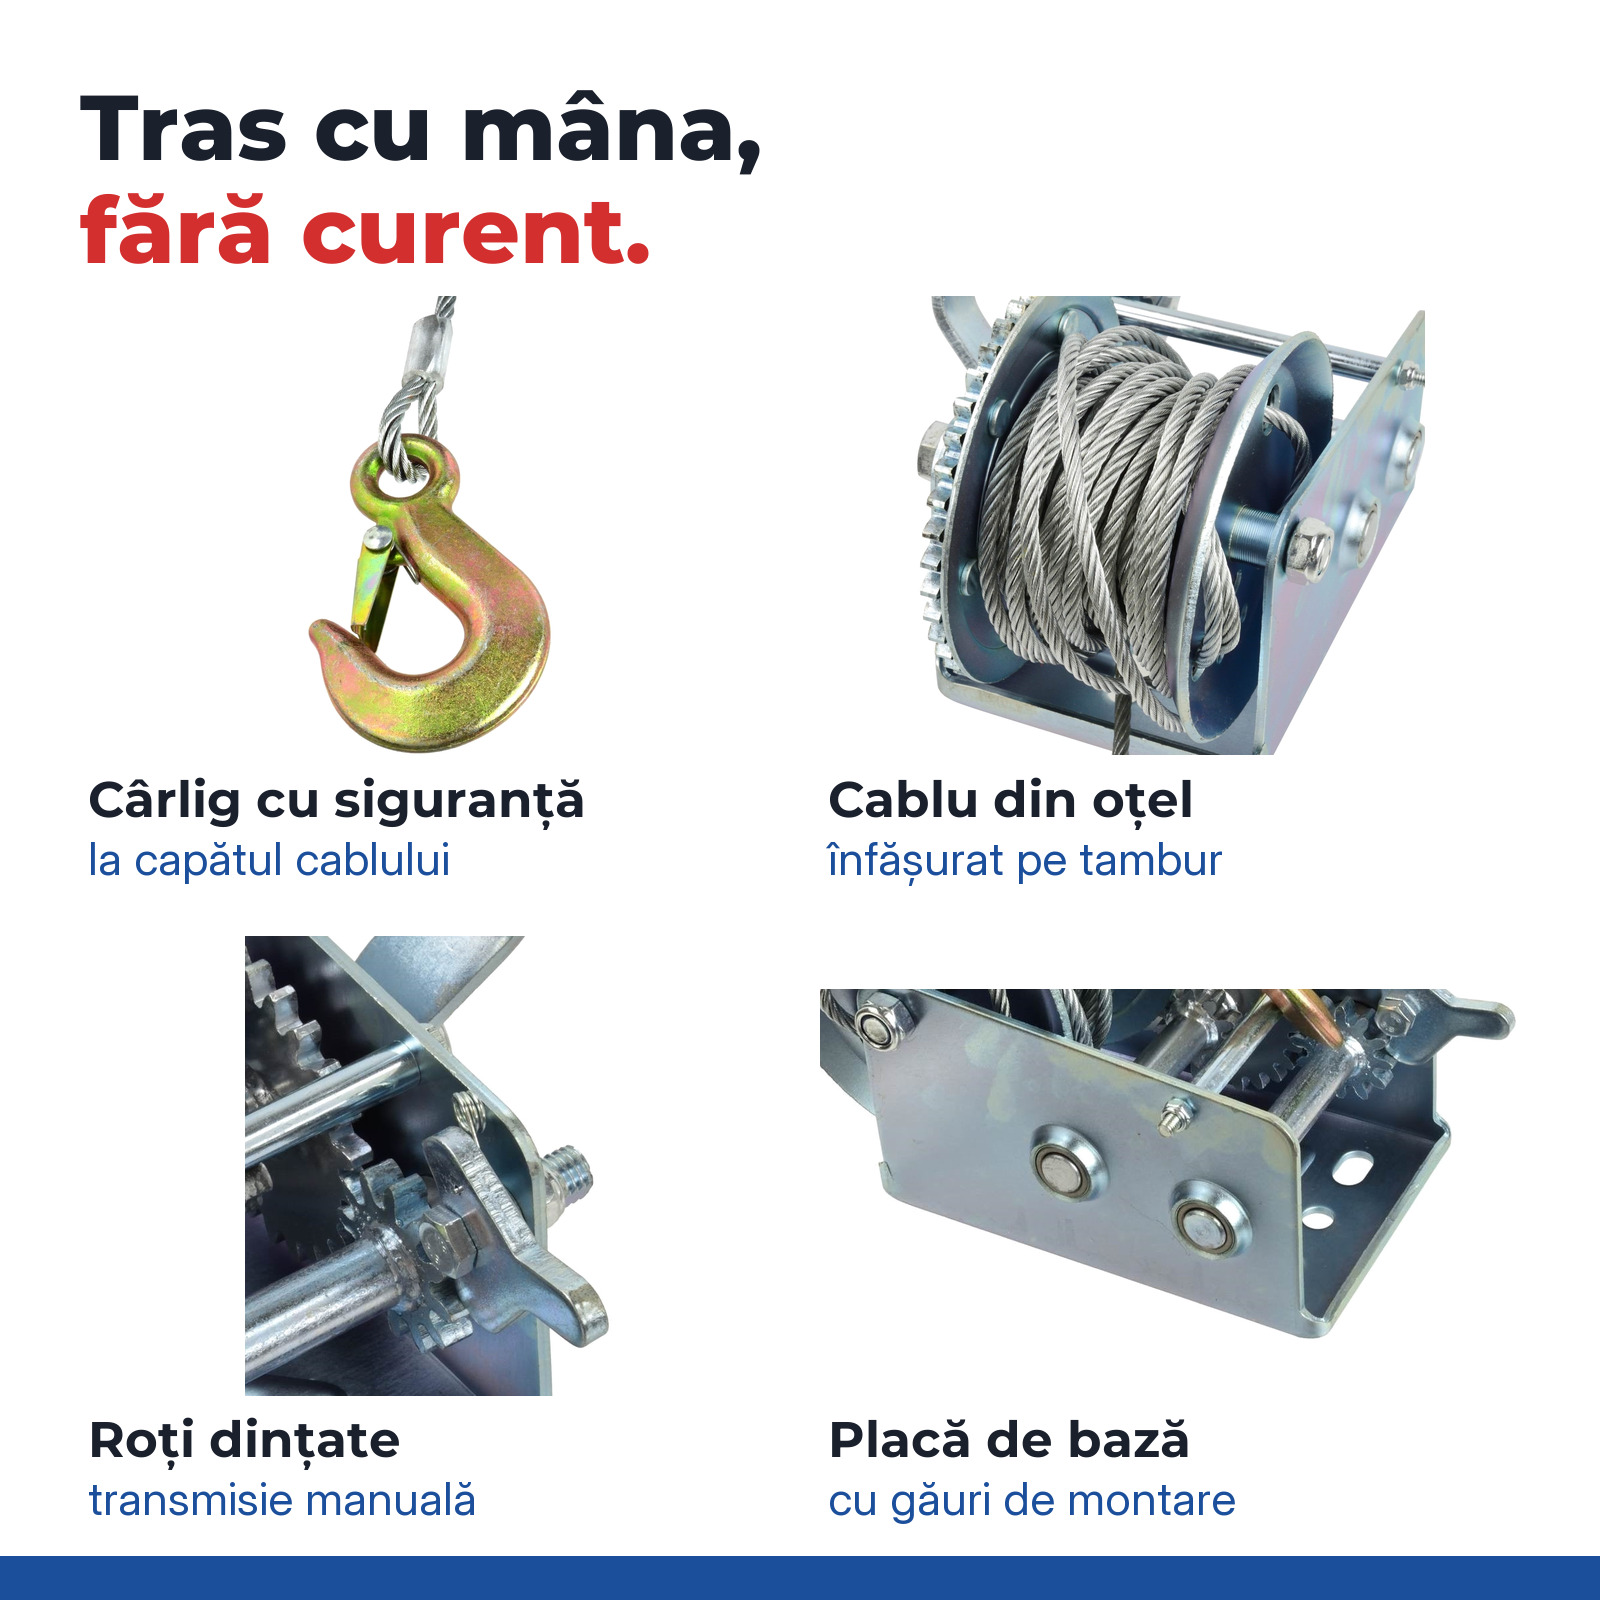 Tras cu mâna,
fără curent.
Cârlig cu siguranță
la capătul cablului
Cablu din oțel
înfășurat pe tambur
Roți dințate
transmisie manuală
Placă de bază
cu găuri de montare